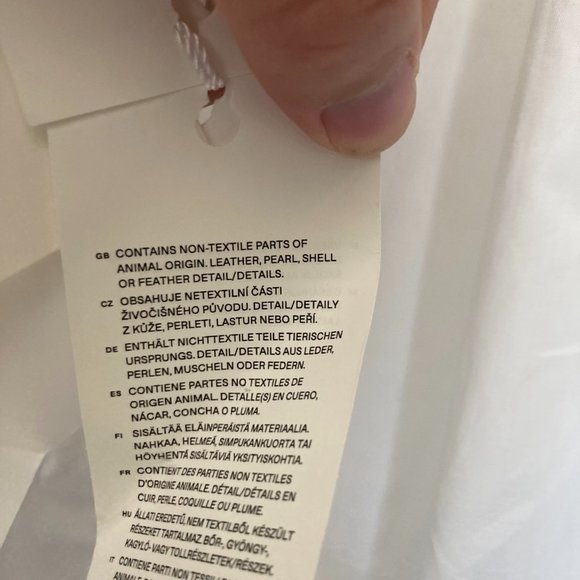 GB CONTAINS NON-TEXTILE PARTS OF
ANIMAL ORIGIN. LEATHER, PEARL, SHELL
OR FEATHER DETAIL/DETAILS.
CZ OBSAHUJE NETEXTILNÍ ČÁSTI
ŽIVOČIŠNÉHO PŮVODU. DETAIL/DETAILY
Z KŮŽE, PERLETI, LASTUR NEBO PEŘÍ.
DE ENTHÄLT NICHTTEXTILE TEILE TIERISCHEN
URSPRUNGS. DETAIL/DETAILS AUS LEDER,
PERLEN, MUSCHELN ODER FEDERN.
ES CONTIENE PARTES NO TEXTILES DE
ORIGEN ANIMAL. DETALLE(S) EN CUERO,
NÁCAR, CONCHA O PLUMA.
FI SISÄLTÄÄ ELÄINPERÄISTÄ MATERIAALIA.
NAHKAA, HELMEÄ, SIMPUKANKUORTA TAI
HÖYHENTÄ SISÄLTÄVIÄ YKSITYISKOHTIA.
FR CONTIENT DES PARTIES NON TEXTILES
D'ORIGINE ANIMALE. DÉTAIL/DÉTAILS EN
CUIR, PERLE, COQUILLE OU PLUME.
HU ÁLLATI EREDETŰ, NEM TEXTILBŐL KÉSZÜLT
RÉSZEKET TARTALMAZ. BŐR-, GYÖNGY-,
KAGYLÓ- VAGY TOLLRÉSZLETEK/RÉSZEK.
IT CONTIENE PARTI NON TESSILI